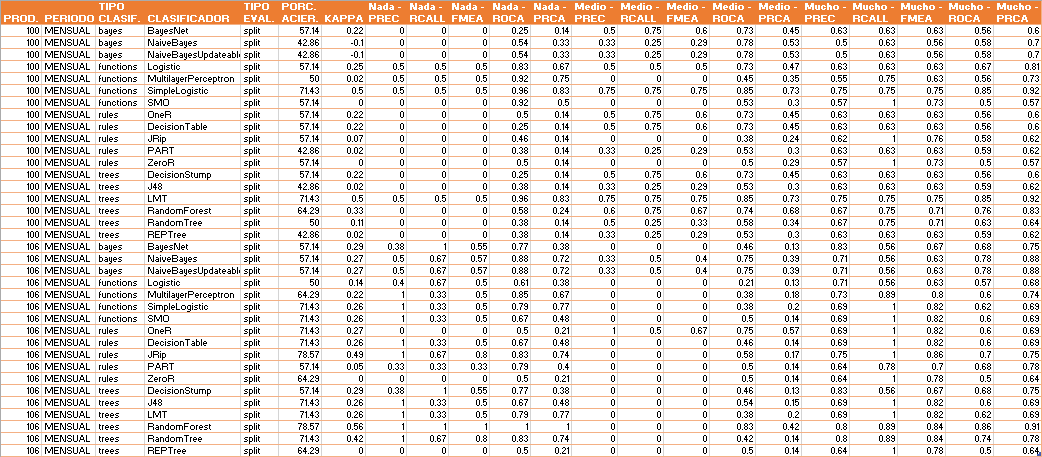 TIPO TIPO PORC. Nada - Nada - Nada - Nada - Nada - Medio - Medio - Medio - Medio - Medio - Mucho - Mucho - Mucho - Mucho - Mucho -
PROD. PERIODO CLASIF. CLASIFICADOR EVAL. ACIER. KAPPA PREC RCALL FMEA ROCA PRCA PREC RCALL FMEA ROCA PRCA PREC RCALL FMEA ROCA PRCA
100 MENSUAL bayes BayesNet split 57.14 0.22 0 0 0 0.25 0.14 0.5 0.75 0.6 0.73 0.45 0.63 0.63 0.63 0.56 0.6
100 MENSUAL bayes NaiveBayes split 42.86 -0.1 0 0 0 0.54 0.33 0.33 0.25 0.29 0.78 0.53 0.5 0.63 0.56 0.58 0.7
100 MENSUAL bayes NaiveBayesUpdateable split 42.86 -0.1 0 0 0 0.54 0.33 0.33 0.25 0.29 0.78 0.53 0.5 0.63 0.56 0.58 0.7
100 MENSUAL functions Logistic split 57.14 0.25 0.5 0.5 0.5 0.83 0.67 0.5 0.5 0.5 0.73 0.47 0.63 0.63 0.63 0.67 0.81
100 MENSUAL functions MultilayerPerceptron split 50 0.02 0.5 0.5 0.5 0.92 0.75 0 0 0 0.45 0.35 0.55 0.75 0.63 0.56 0.73
100 MENSUAL functions SimpleLogistic split 71.43 0.5 0.5 0.5 0.5 0.96 0.83 0.75 0.75 0.75 0.85 0.73 0.75 0.75 0.75 0.85 0.92
100 MENSUAL functions SMO split 57.14 0 0 0 0 0.92 0.5 0 0 0 0.53 0.3 0.57 1 0.73 0.5 0.57
100 MENSUAL rules OneR split 57.14 0.22 0 0 0 0.5 0.14 0.5 0.75 0.6 0.73 0.45 0.63 0.63 0.63 0.56 0.6
100 MENSUAL rules DecisionTable split 57.14 0.22 0 0 0 0.25 0.14 0.5 0.75 0.6 0.73 0.45 0.63 0.63 0.63 0.56 0.6
100 MENSUAL rules JRip split 57.14 0.07 0 0 0 0.46 0.14 0 0 0 0.38 0.24 0.62 1 0.76 0.58 0.62
100 MENSUAL rules PART split 42.86 0.02 0 0 0 0.38 0.14 0.33 0.25 0.29 0.53 0.3 0.63 0.63 0.63 0.59 0.62
100 MENSUAL rules ZeroR split 57.14 0 0 0 0 0.5 0.14 0 0 0 0.5 0.29 0.57 1 0.73 0.5 0.57
100 MENSUAL trees DecisionStump split 57.14 0.22 0 0 0 0.25 0.14 0.5 0.75 0.6 0.73 0.45 0.63 0.63 0.63 0.56 0.6
100 MENSUAL trees J48 split 42.86 0.02 0 0 0 0.38 0.14 0.33 0.25 0.29 0.53 0.3 0.63 0.63 0.63 0.59 0.62
100 MENSUAL trees LMT split 71.43 0.5 0.5 0.5 0.5 0.96 0.83 0.75 0.75 0.75 0.85 0.73 0.75 0.75 0.75 0.85 0.92
100 MENSUAL trees RandomForest split 64.29 0.33 0 0 0 0.58 0.24 0.6 0.75 0.67 0.74 0.68 0.67 0.75 0.71 0.76 0.83
100 MENSUAL trees RandomTree split 50 0.11 0 0 0 0.38 0.14 0.5 0.25 0.33 0.58 0.34 0.67 0.75 0.71 0.63 0.64
100 MENSUAL trees REPTree split 42.86 0.02 0 0 0 0.38 0.14 0.33 0.25 0.29 0.53 0.3 0.63 0.63 0.63 0.59 0.62
106 MENSUAL bayes BayesNet split 57.14 0.29 0.38 1 0.55 0.77 0.38 0 0 0 0.46 0.13 0.83 0.56 0.67 0.68 0.75
106 MENSUAL bayes NaiveBayes split 57.14 0.27 0.5 0.67 0.57 0.88 0.72 0.33 0.5 0.4 0.75 0.39 0.71 0.56 0.63 0.78 0.88
106 MENSUAL bayes NaiveBayesUpdateable split 57.14 0.27 0.5 0.67 0.57 0.88 0.72 0.33 0.5 0.4 0.75 0.39 0.71 0.56 0.63 0.78 0.88
106 MENSUAL functions Logistic split 50 0.14 0.4 0.67 0.5 0.61 0.38 0 0 0 0.21 0.13 0.71 0.56 0.63 0.57 0.68
106 MENSUAL functions MultilayerPerceptron split 64.29 0.22 1 0.33 0.5 0.85 0.67 0 0 0 0.38 0.18 0.73 0.89 0.8 0.6 0.74
106 MENSUAL functions SimpleLogistic split 71.43 0.26 1 0.33 0.5 0.79 0.77 0 0 0 0.38 0.2 0.69 1 0.82 0.62 0.69
106 MENSUAL functions SMO split 71.43 0.26 1 0.33 0.5 0.67 0.48 0 0 0 0.5 0.14 0.69 1 0.82 0.6 0.69
106 MENSUAL rules OneR split 71.43 0.27 0 0 0 0.5 0.21 1 0.5 0.67 0.75 0.57 0.69 1 0.82 0.6 0.69
106 MENSUAL rules DecisionTable split 71.43 0.26 1 0.33 0.5 0.67 0.48 0 0 0 0.46 0.14 0.69 1 0.82 0.6 0.69
106 MENSUAL rules JRip split 78.57 0.49 1 0.67 0.8 0.83 0.74 0 0 0 0.58 0.17 0.75 1 0.86 0.7 0.75
106 MENSUAL rules PART split 57.14 0.05 0.33 0.33 0.33 0.79 0.4 0 0 0 0.5 0.14 0.64 0.78 0.7 0.68 0.78
106 MENSUAL rules ZeroR split 64.29 0 0 0 0 0.5 0.21 0 0 0 0.5 0.14 0.64 1 0.78 0.5 0.64
106 MENSUAL trees DecisionStump split 57.14 0.29 0.38 1 0.55 0.77 0.38 0 0 0 0.46 0.13 0.83 0.56 0.67 0.68 0.75
106 MENSUAL trees J48 split 71.43 0.26 1 0.33 0.5 0.67 0.48 0 0 0 0.54 0.15 0.69 1 0.82 0.6 0.69
106 MENSUAL trees LMT split 71.43 0.26 1 0.33 0.5 0.79 0.77 0 0 0 0.38 0.2 0.69 1 0.82 0.62 0.69
106 MENSUAL trees RandomForest split 78.57 0.56 1 1 1 1 1 0 0 0 0.83 0.42 0.8 0.89 0.84 0.86 0.91
106 MENSUAL trees RandomTree split 71.43 0.42 1 0.67 0.8 0.83 0.74 0 0 0 0.42 0.14 0.8 0.89 0.84 0.74 0.78
106 MENSUAL trees REPTree split 64.29 0 0 0 0 0.5 0.21 0 0 0 0.5 0.14 0.64 1 0.78 0.5 0.64